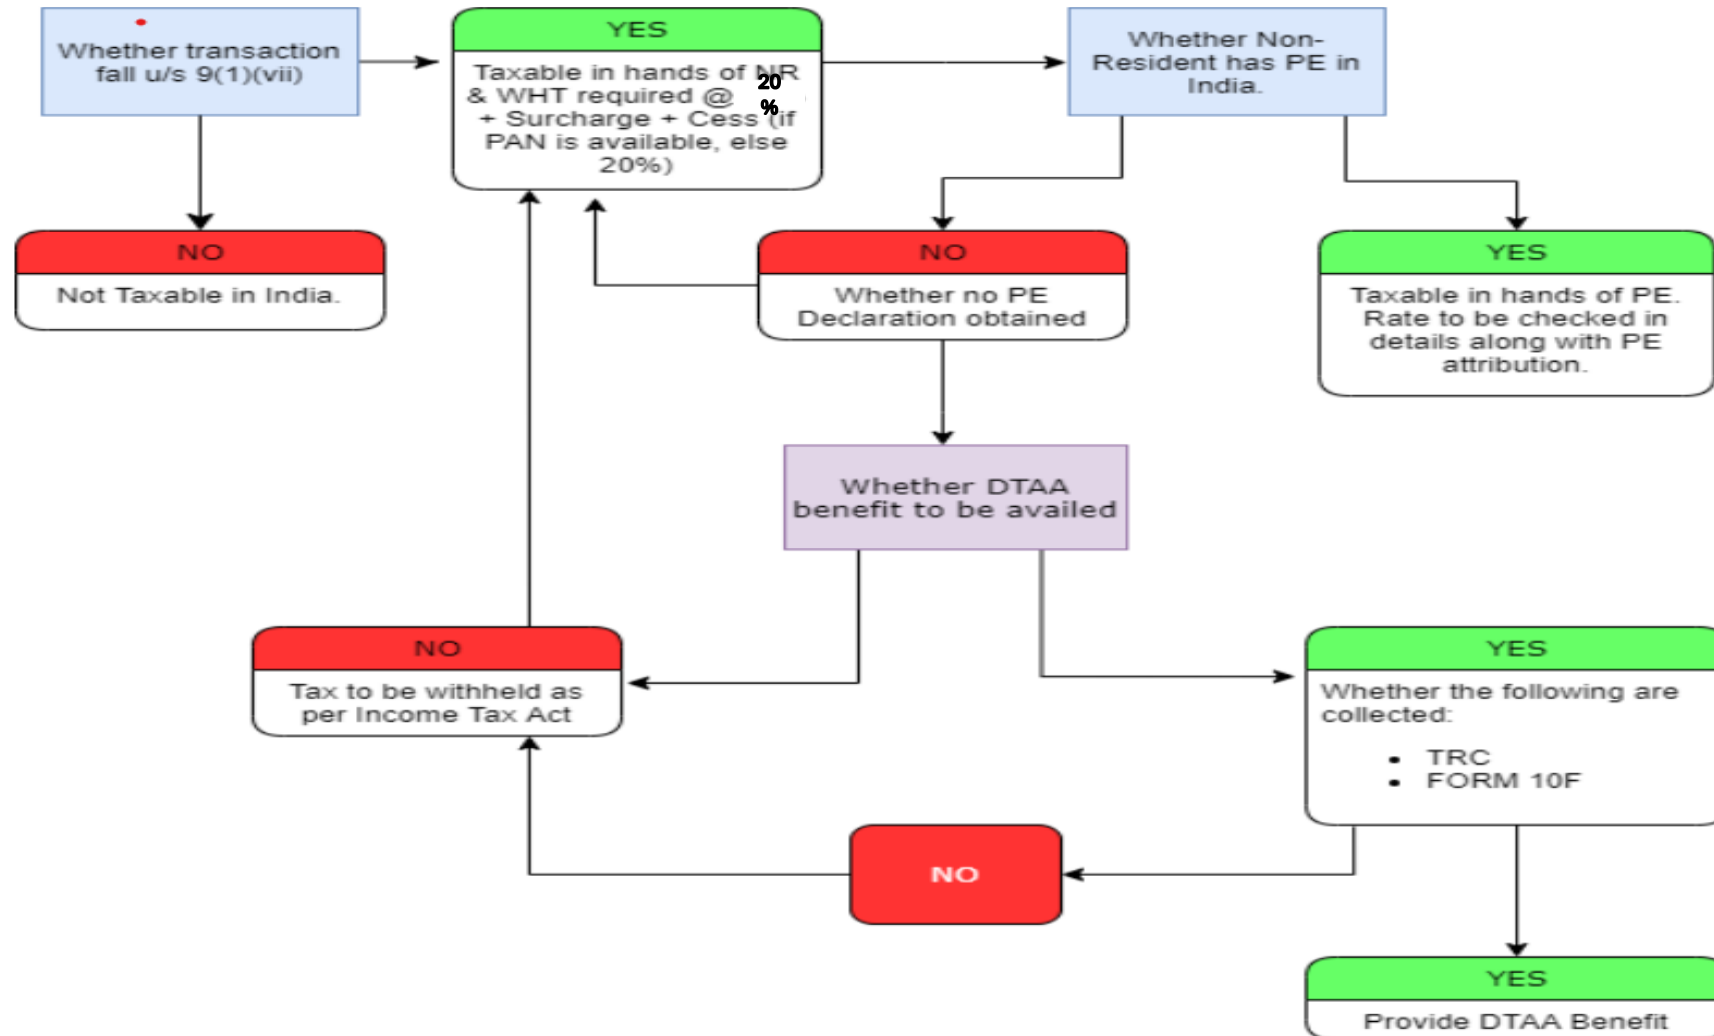 Whether transaction
fall u/s 9(1)(vii)
YES
Taxable in hands of NR
& WHT required @ 20
%
+ Surcharge + Cess (if
PAN is available, else
20%)
Whether Non-
Resident has PE in
India.
NO
Not Taxable in India.
NO
Whether no PE
Declaration obtained
YES
Taxable in hands of PE.
Rate to be checked in
details along with PE
attribution.
Whether DTAA
benefit to be availed
NO
Tax to be withheld as
per Income Tax Act
YES
Whether the following are
collected:
• TRC
• FORM 10F
NO
YES
Provide DTAA Benefit